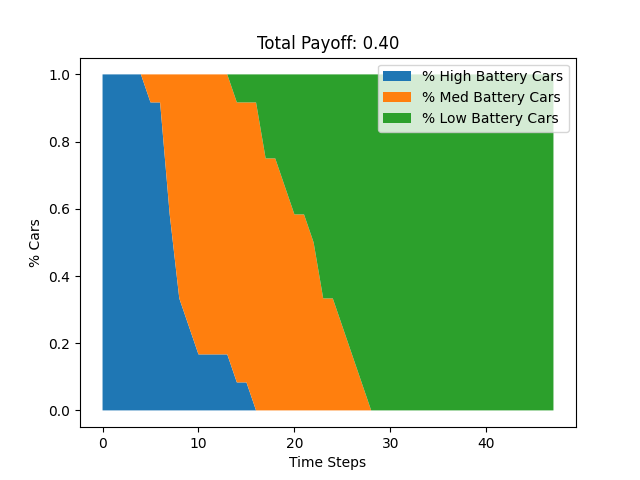 Total Payoff: 0.40
% High Battery Cars
% Med Battery Cars
% Low Battery Cars
1.0
0.8
0.6
0.4
0.2
0.0
% Cars
0
10
20
30
40
Time Steps